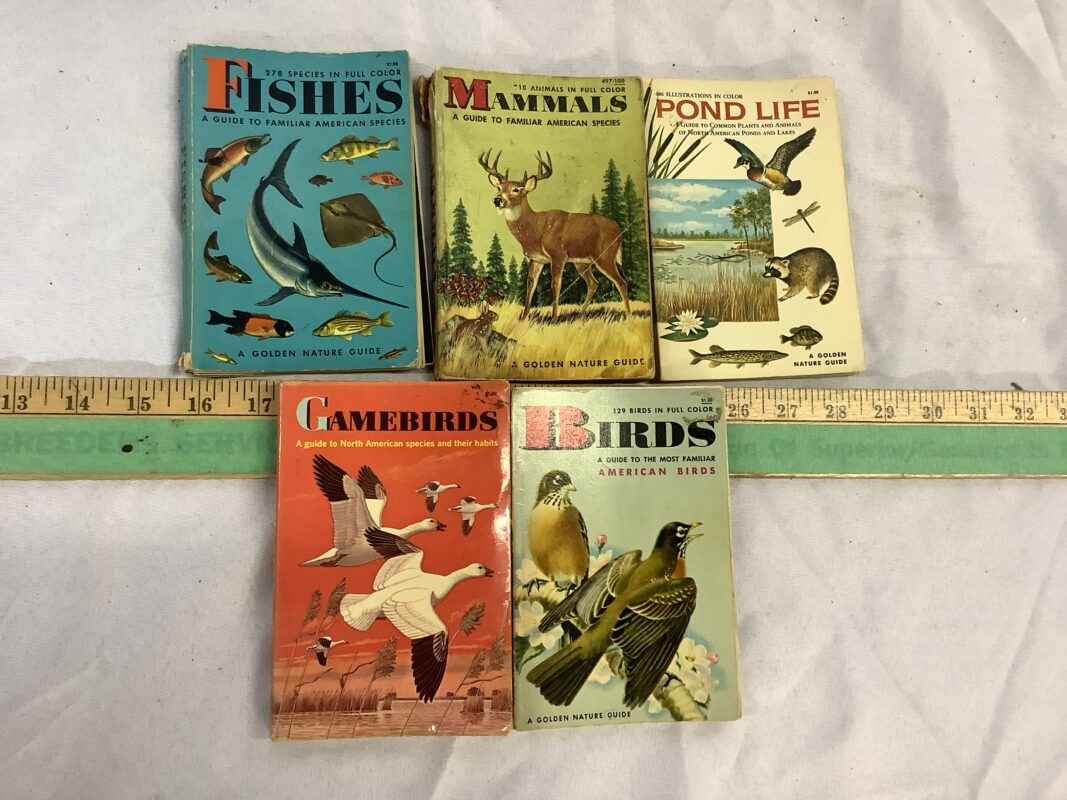 278 SPECIES IN FULL COLOR
FISHES
A GUIDE TO FAMILIAR AMERICAN SPECIES
A GOLDEN NATURE GUIDE
ANIMALS IN FULL COLOR
MAMMALS
A GUIDE TO FAMILIAR AMERICAN SPECIES
A GOLDEN NATURE GUIDE
ILLUSTRATIONS IN COLOR $1.00
POND LIFE
A GUIDE TO COMMON PLANTS AND ANIMALS
OF NORTH AMERICAN PONDS AND LAKES
A GOLDEN
NATURE GUIDE
13 14 15 16 17
26 27 28 29 30 31 32 33
GAMEBIRDS
A guide to North American species and their habits
129 BIRDS IN FULL COLOR
BIRDS
A GUIDE TO THE MOST FAMILIAR
AMERICAN BIRDS
A GOLDEN NATURE GUIDE